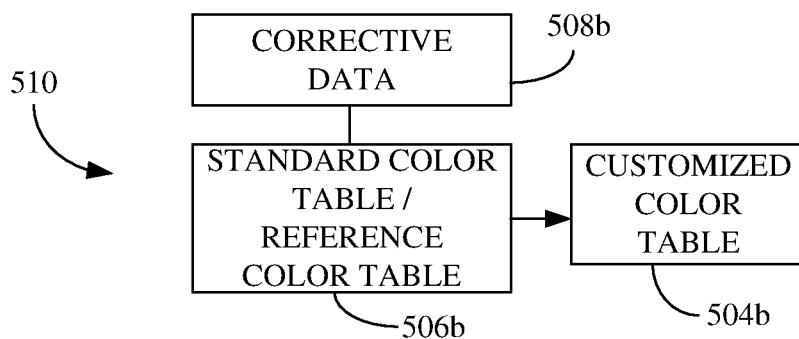 CORRECTIVE
DATA
508b
510
STANDARD COLOR
TABLE /
REFERENCE
COLOR TABLE
CUSTOMIZED
COLOR
TABLE
506b
504b